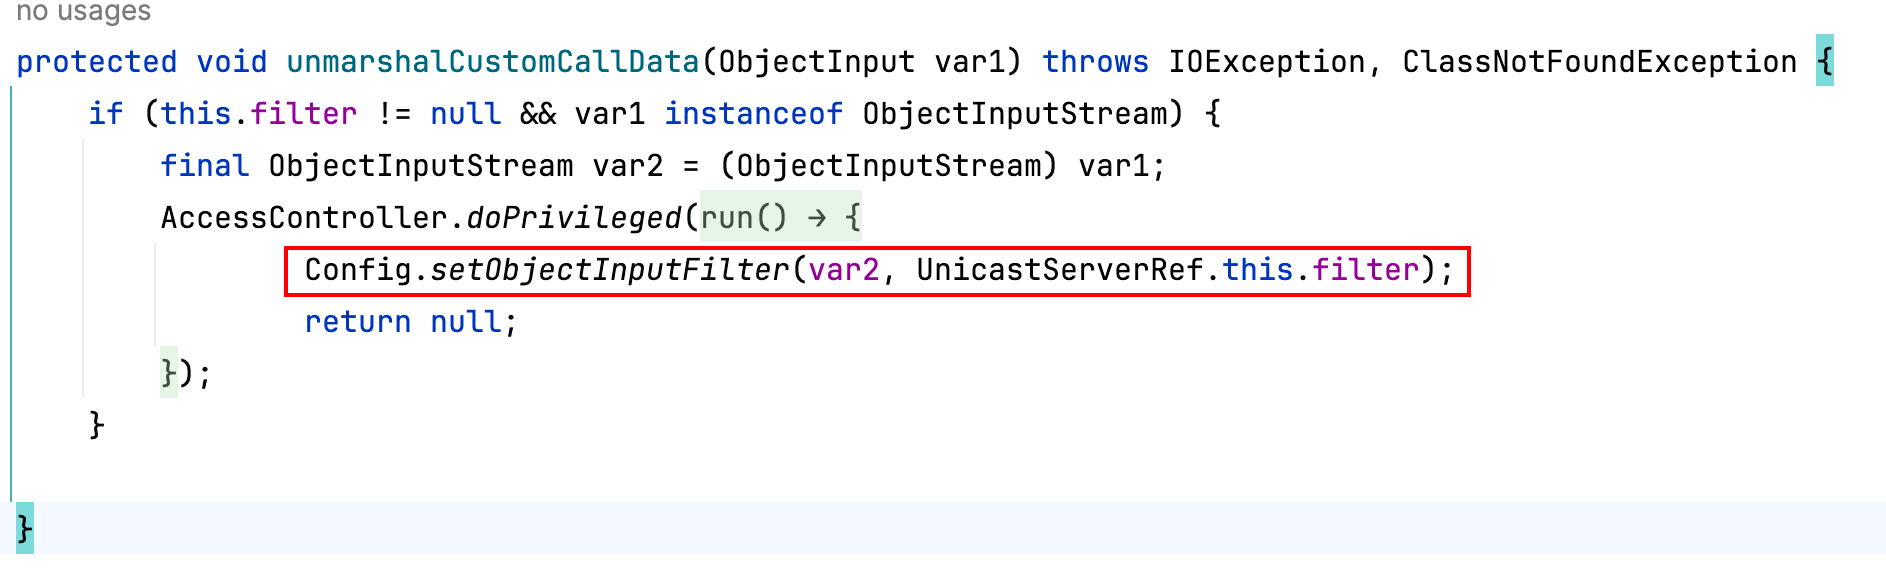 no usages
protected void unmarshalCustomCallData(ObjectInput var1) throws IOException, ClassNotFoundException {
    if (this.filter != null && var1 instanceof ObjectInputStream) {
        final ObjectInputStream var2 = (ObjectInputStream) var1;
        AccessController.doPrivileged(run() → {
                Config.setObjectInputFilter(var2, UnicastServerRef.this.filter);
                return null;
        });
    }
}